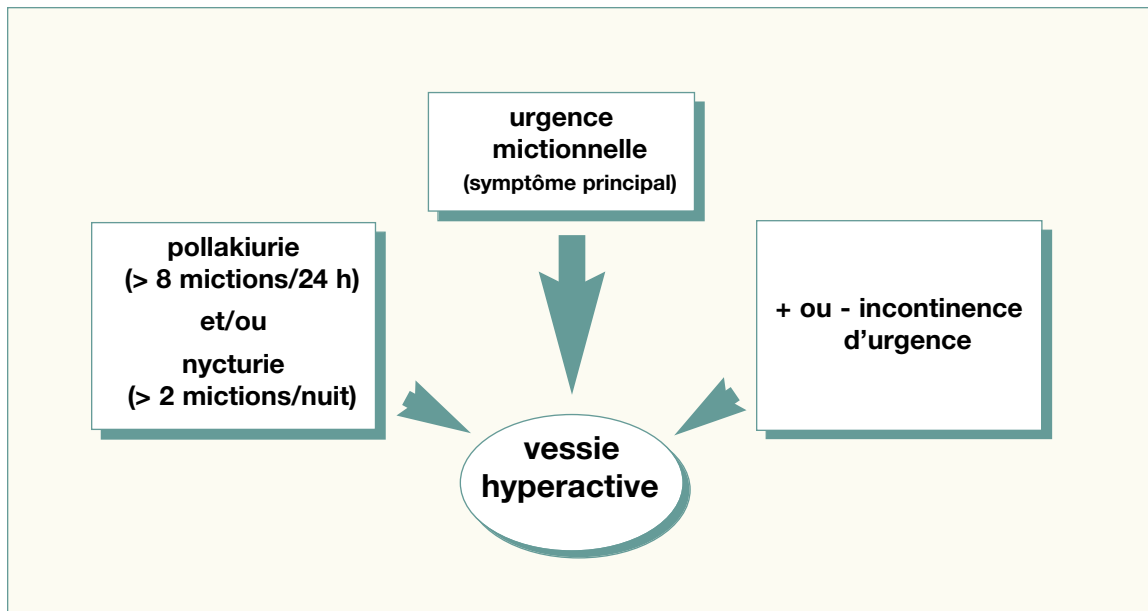 urgence
mictionnelle
(symptôme principal)
pollakiurie
(> 8 mictions/24 h)
et/ou
nycturie
(> 2 mictions/nuit)
+ ou - incontinence
d’urgence
vessie
hyperactive